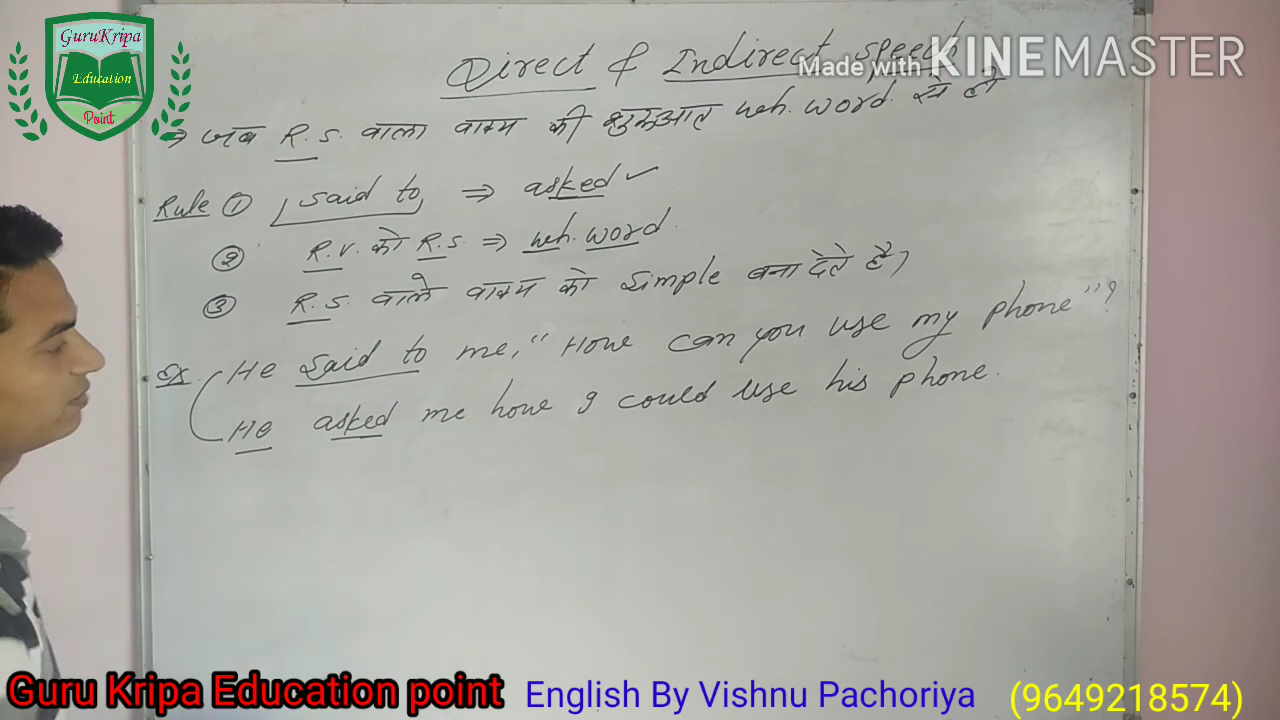 GuruKripa
Education
Point
Made with KINEMASTER
Direct & Indirect Speech
⇒ जब R.S. वाला वाक्य की शुरूआत wh. word. से हो
Rule ① said to ⇒ asked ✓
② R.V. को R.S. ⇒ wh. word.
③ R.S. वाले वाक्य को simple बना देते है।
Ex. He said to me, "How can you use my phone"?
He asked me how I could use his phone.
Guru Kripa Education point English By Vishnu Pachoriya (9649218574)